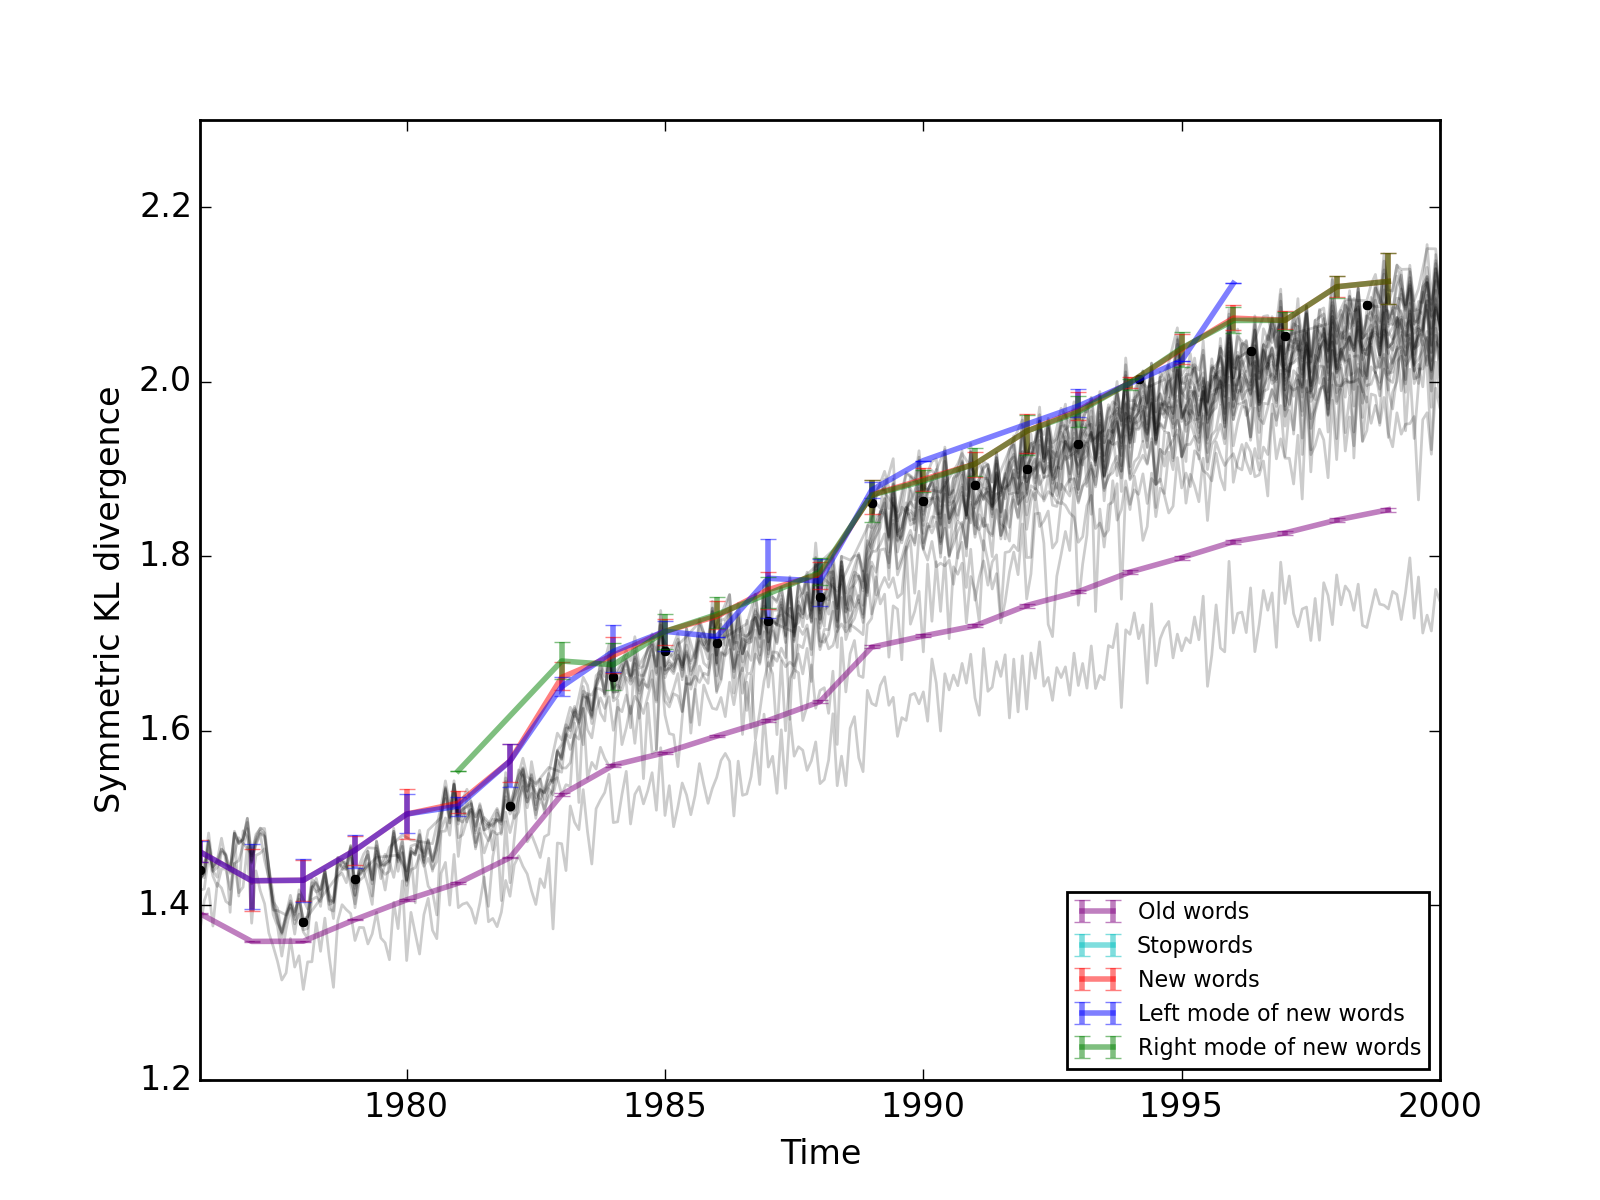 2.2
2.0
1.8
1.6
1.4
1.2
Symmetric KL divergence
1980
1985
1990
1995
2000
Time
Old words
Stopwords
New words
Left mode of new words
Right mode of new words